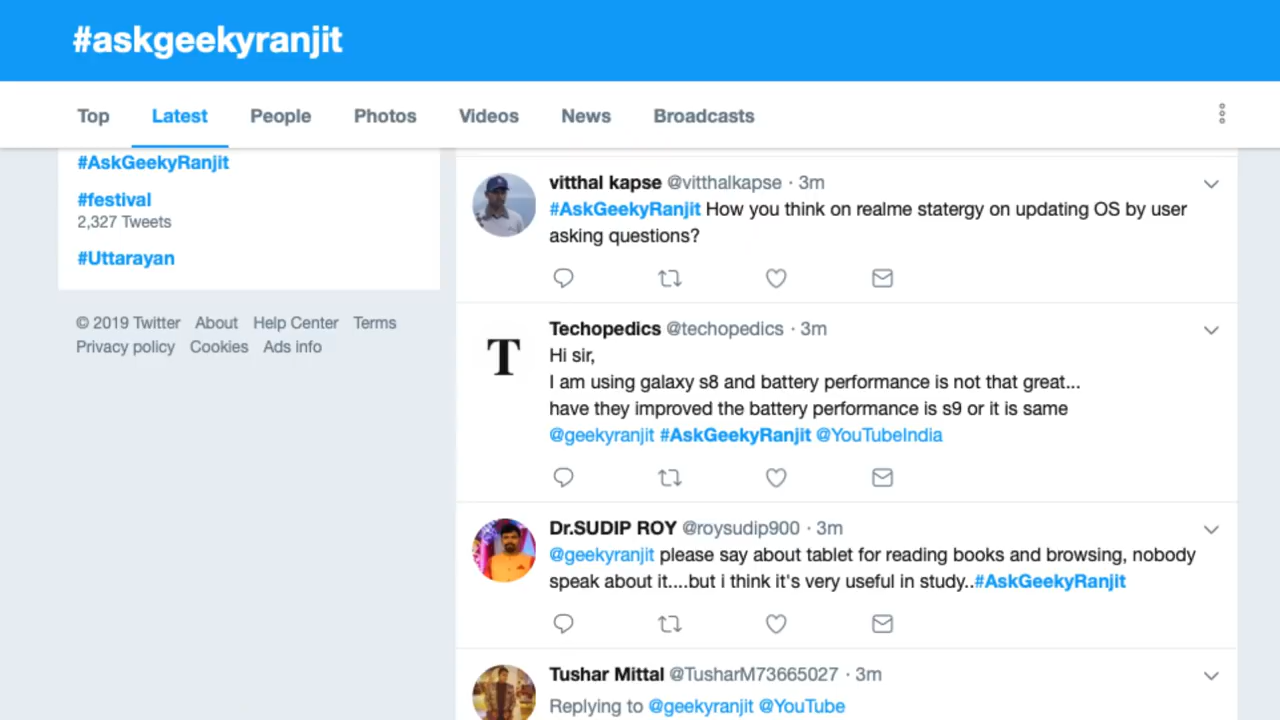 #askgeekyranjit
Top Latest People Photos Videos News Broadcasts
#AskGeekyRanjit
#festival
2,327 Tweets
#Uttarayan
© 2019 Twitter About Help Center Terms
Privacy policy Cookies Ads info
vitthal kapse @vitthalkapse · 3m
#AskGeekyRanjit How you think on realme statergy on updating OS by user
asking questions?
T
Techopedics @techopedics · 3m
Hi sir,
I am using galaxy s8 and battery performance is not that great...
have they improved the battery performance is s9 or it is same
@geekyranjit #AskGeekyRanjit @YouTubeIndia
Dr.SUDIP ROY @roysudip900 · 3m
@geekyranjit please say about tablet for reading books and browsing, nobody
speak about it....but i think it's very useful in study..#AskGeekyRanjit
Tushar Mittal @TusharM73665027 · 3m
Replying to @geekyranjit @YouTube